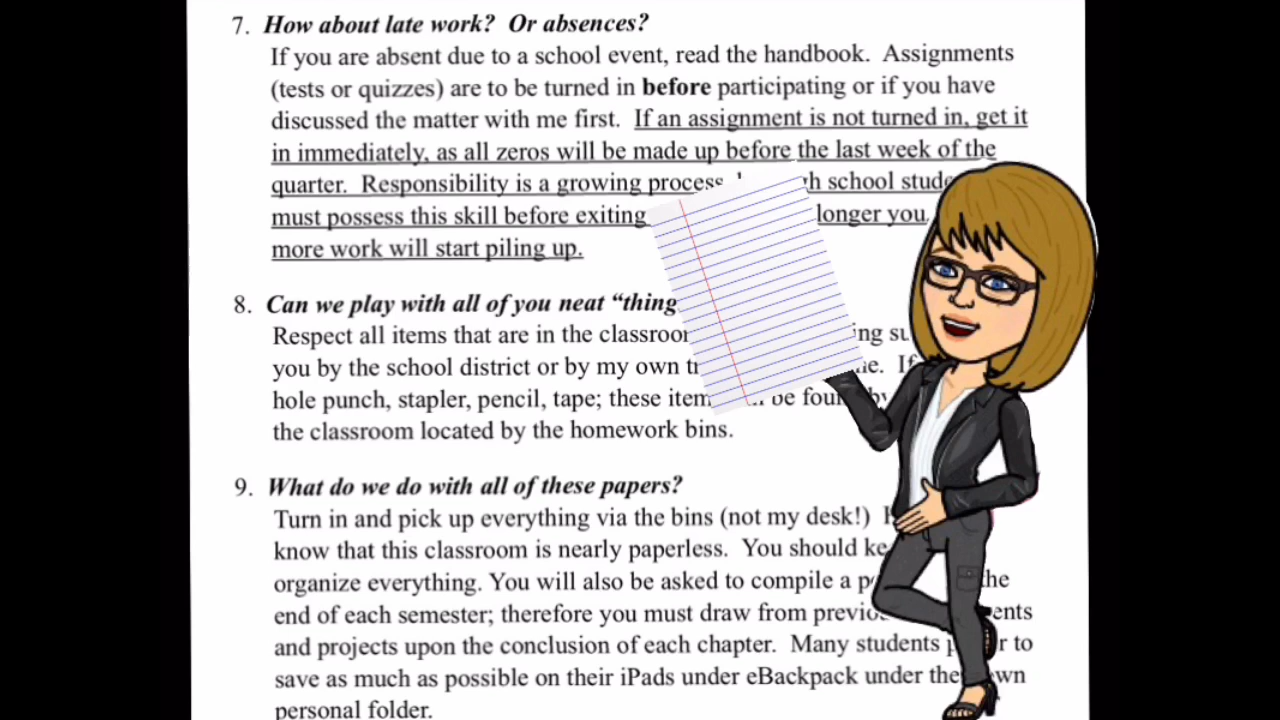 7. How about late work? Or absences?
If you are absent due to a school event, read the handbook. Assignments
(tests or quizzes) are to be turned in before participating or if you have
discussed the matter with me first. If an assignment is not turned in, get it
in immediately, as all zeros will be made up before the last week of the
quarter. Responsibility is a growing process school
must possess this skill before exiting longer you
more work will start piling up.
8. Can we play with all of you neat “thing
Respect all items that are in the
you by the school district or by my own If
hole punch, stapler, pencil, tape; these be
the classroom located by the homework bins.
9. What do we do with all of these papers?
Turn in and pick up everything via the bins (not my desk!)
know that this classroom is nearly paperless. You should
organize everything. You will also be asked to compile a the
end of each semester; therefore you must draw from
and projects upon the conclusion of each chapter. Many students to
save as much as possible on their iPads under eBackpack under
personal folder.